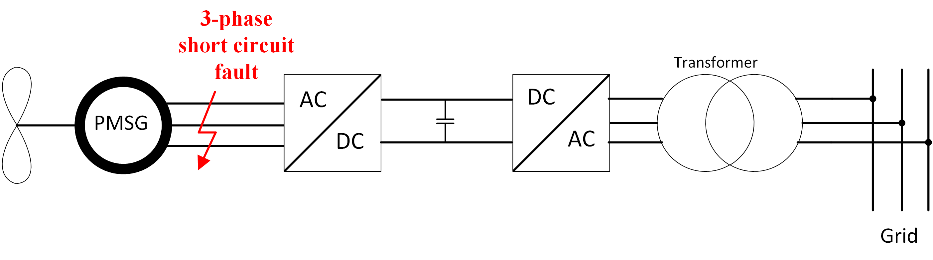 3-phase
short circuit
fault
Transformer
PMSG
AC
DC
DC
AC
Grid